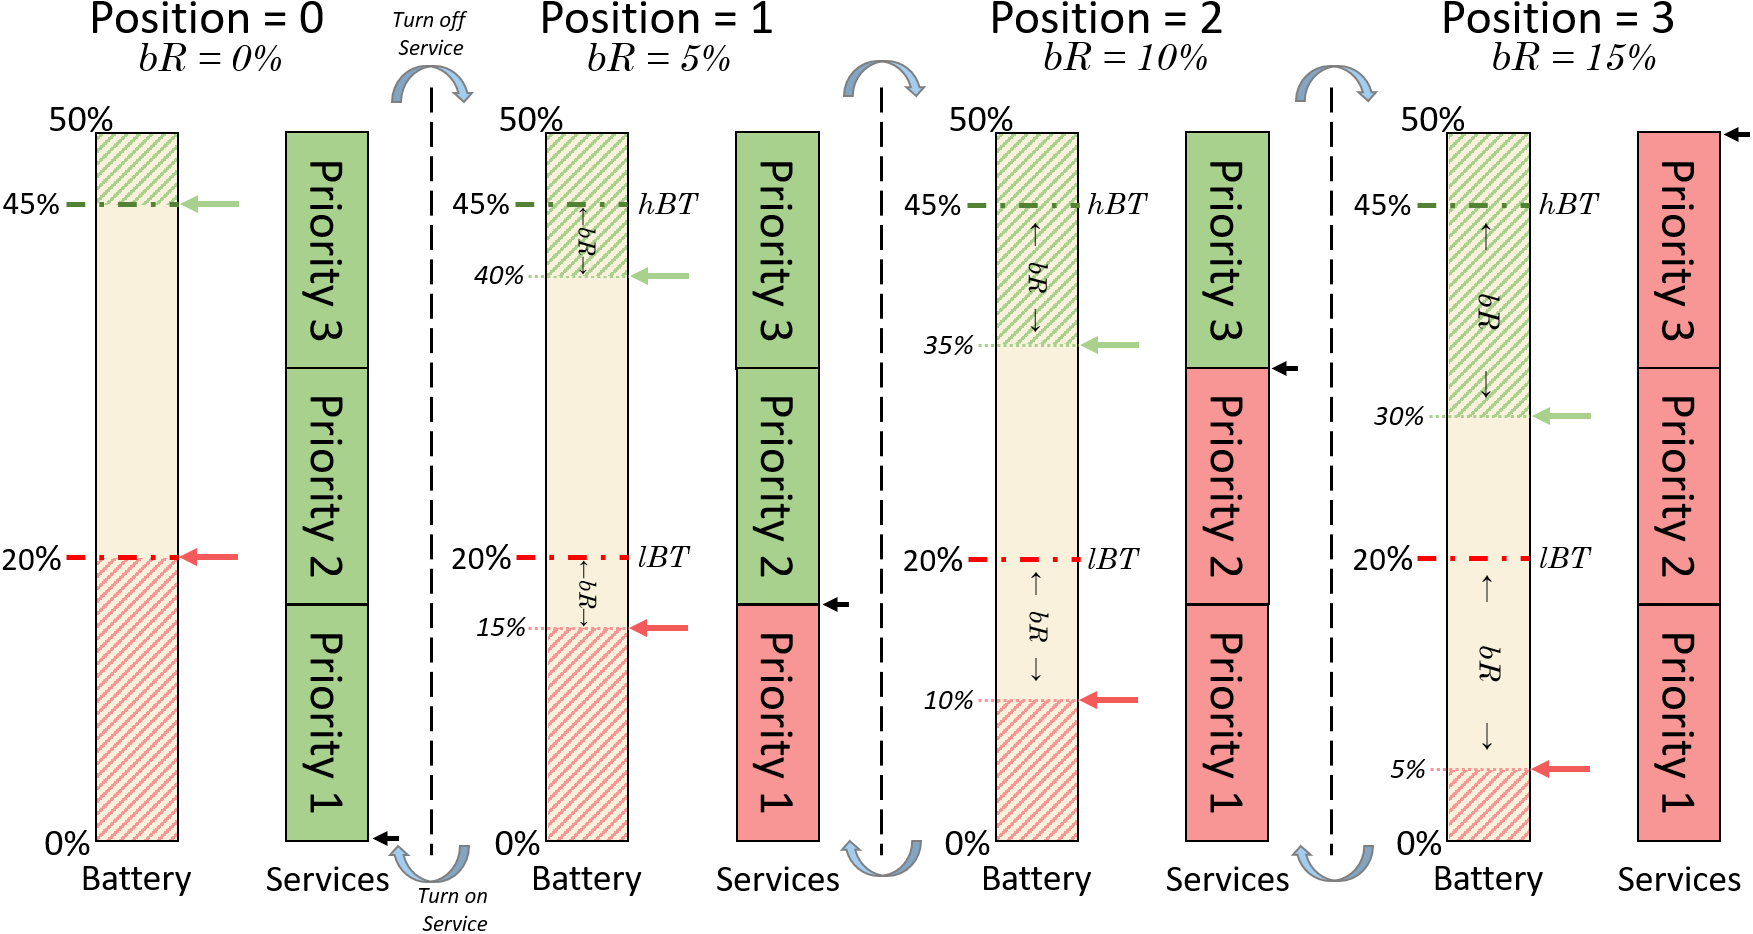 Position = 0
bR = 0%
Turn off
Service
Position = 1
bR = 5%
Position = 2
bR = 10%
Position = 3
bR = 15%
50%
45%
20%
0%
Battery
Priority 3
Priority 2
Priority 1
Services
Turn on
Service
50%
45%
hBT
bR
40%
20%
lBT
bR
15%
0%
Battery
Priority 3
Priority 2
Priority 1
Services
50%
45%
hBT
bR
35%
20%
lBT
bR
10%
0%
Battery
Priority 3
Priority 2
Priority 1
Services
50%
45%
hBT
bR
30%
20%
lBT
bR
5%
0%
Battery
Priority 3
Priority 2
Priority 1
Services